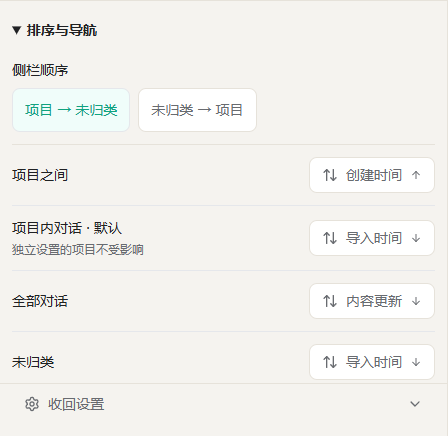 ▼ 排序与导航
侧栏顺序
项目 → 未归类
未归类 → 项目
项目之间
创建时间 ↑
项目内对话 · 默认
独立设置的项目不受影响
导入时间 ↓
全部对话
内容更新 ↓
未归类
导入时间 ↓
收回设置